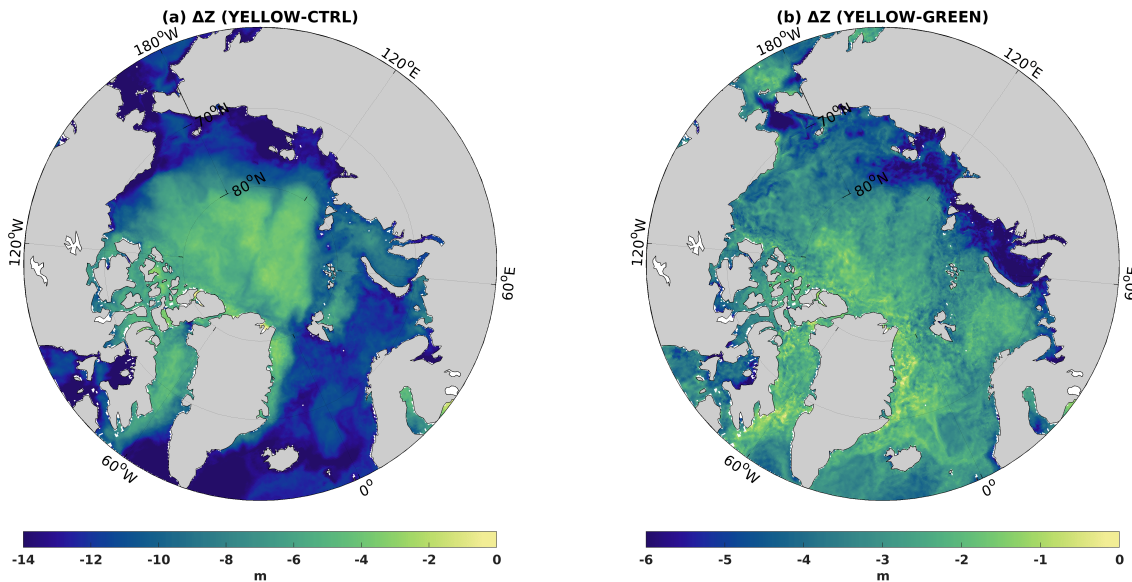 (a) ΔZ (YELLOW-CTRL)
180°W
120°E
70°N
80°N
120°W
60°E
60°W
0°
-14 -12 -10 -8 -6 -4 -2 0
m
(b) ΔZ (YELLOW-GREEN)
180°W
120°E
70°N
80°N
120°W
60°E
60°W
0°
-6 -5 -4 -3 -2 -1 0
m